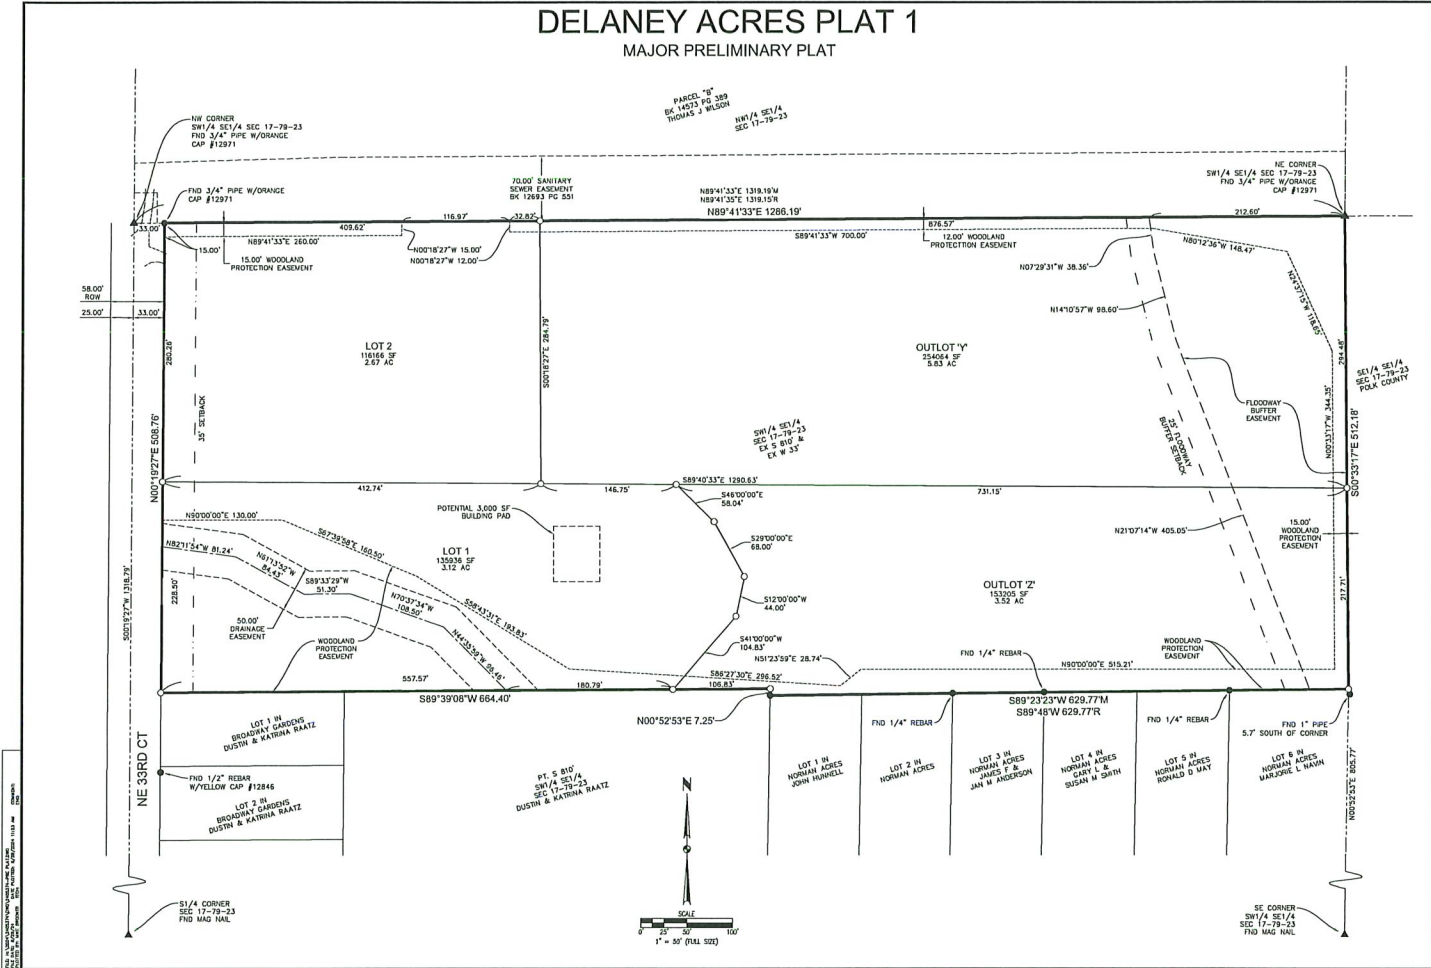 DELANEY ACRES PLAT 1
MAJOR PRELIMINARY PLAT
PARCEL "B"
BK 14573 PG 389
THOMAS J WILSON
NW1/4 SE1/4
SEC 17-79-23
NW CORNER
SW1/4 SE1/4 SEC 17-79-23
FND 3/4" PIPE W/ORANGE
CAP #12971
NE CORNER
SW1/4 SE1/4 SEC 17-79-23
FND 3/4" PIPE W/ORANGE
CAP #12971
FND 3/4" PIPE W/ORANGE
CAP #12971
70.00' SANITARY
SEWER EASEMENT
BK 12693 PG 551
N89°41'33"E 1319.19'M
N89°41'35"E 1319.15'R
N89°41'33"E 1286.19'
33.00'
409.62'
116.97'
32.82'
876.57'
212.60'
15.00'
N89°41'33"E 260.00'
N00°18'27"W 15.00'
N00°18'27"W 12.00'
S89°41'33"W 700.00'
15.00' WOODLAND
PROTECTION EASEMENT
12.00' WOODLAND
PROTECTTION EASEMENT
N80°12'36"W 148.47'
N07°29'31"W 38.36'
N24°37'15"W 118.65'
N14°10'57"W 98.60'
58.00'
ROW
25.00'
33.00'
280.26'
35' SETBACK
LOT 2
116166 SF
2.67 AC
S00°18'27"E 284.79'
OUTLOT 'Y'
254064 SF
5.83 AC
294.48'
SE1/4 SE1/4
SEC 17-79-23
POLK COUNTY
FLOODWAY
BUFFER
EASEMENT
N00°33'17"W 344.35'
S00°33'17"E 512.18'
25' FLOODWAY
BUFFER SETBACK
SW1/4 SE1/4
SEC 17-79-23
EX S 810' &
EX W 33'
N00°19'27"E 508.76'
412.74'
146.75'
S89°40'33"E 1290.63'
731.15'
S46°00'00"E
58.04'
POTENTIAL 3,000 SF
BUILDING PAD
N90°00'00"E 130.00'
S67°39'58"E 160.50'
S29°00'00"E
68.00'
N21°07'14"W 405.05'
15.00'
WOODLAND
PROTECTION
EASEMENT
N82°11'54"W 81.24'
N61°13'52"W
84.43'
LOT 1
135936 SF
3.12 AC
S89°33'29"W
51.30'
N70°37'34"W
108.50'
S58°43'31"E 193.83'
S12°00'00"W
44.00'
OUTLOT 'Z'
153205 SF
3.52 AC
217.71'
228.50'
S00°19'27"W 1318.79'
50.00'
DRAINAGE
EASEMENT
WOODLAND
PROTECTION
EASEMENT
N44°35'59"W 96.46'
S41°00'00"W
104.83'
N51°23'59"E 28.74'
FND 1/4" REBAR
N90°00'00"E 515.21'
WOODLAND
PROTECTION
EASEMENT
S86°27'30"E 296.52'
557.57'
180.79'
106.83'
S89°39'08"W 664.40'
N00°52'53"E 7.25'
S89°23'23"W 629.77'M
S89°48'W 629.77'R
FND 1/4" REBAR
FND 1/4" REBAR
FND 1" PIPE
5.7' SOUTH OF CORNER
LOT 1 IN
BROADWAY GARDENS
DUSTIN & KATRINA RAATZ
NE 33RD CT
FND 1/2" REBAR
W/YELLOW CAP #12846
LOT 2 IN
BROADWAY GARDENS
DUSTIN & KATRINA RAATZ
PT. S 810'
SW1/4 SE1/4
SEC 17-79-23
DUSTIN & KATRINA RAATZ
LOT 1 IN
NORMAN ACRES
JOHN HUNNELL
LOT 2 IN
NORMAN ACRES
LOT 3 IN
NORMAN ACRES
JAMES F &
JAN M ANDERSON
LOT 4 IN
NORMAN ACRES
GARY L &
SUSAN M SMITH
LOT 5 IN
NORMAN ACRES
RONALD D MAY
LOT 6 IN
NORMAN ACRES
MARJORIE L NAVIN
N00°52'53"E 805.77'
N
SCALE
0' 25' 50' 100'
1" = 50' (FULL SIZE)
S1/4 CORNER
SEC 17-79-23
FND MAG NAIL
SE CORNER
SW1/4 SE1/4
SEC 17-79-23
FND MAG NAIL